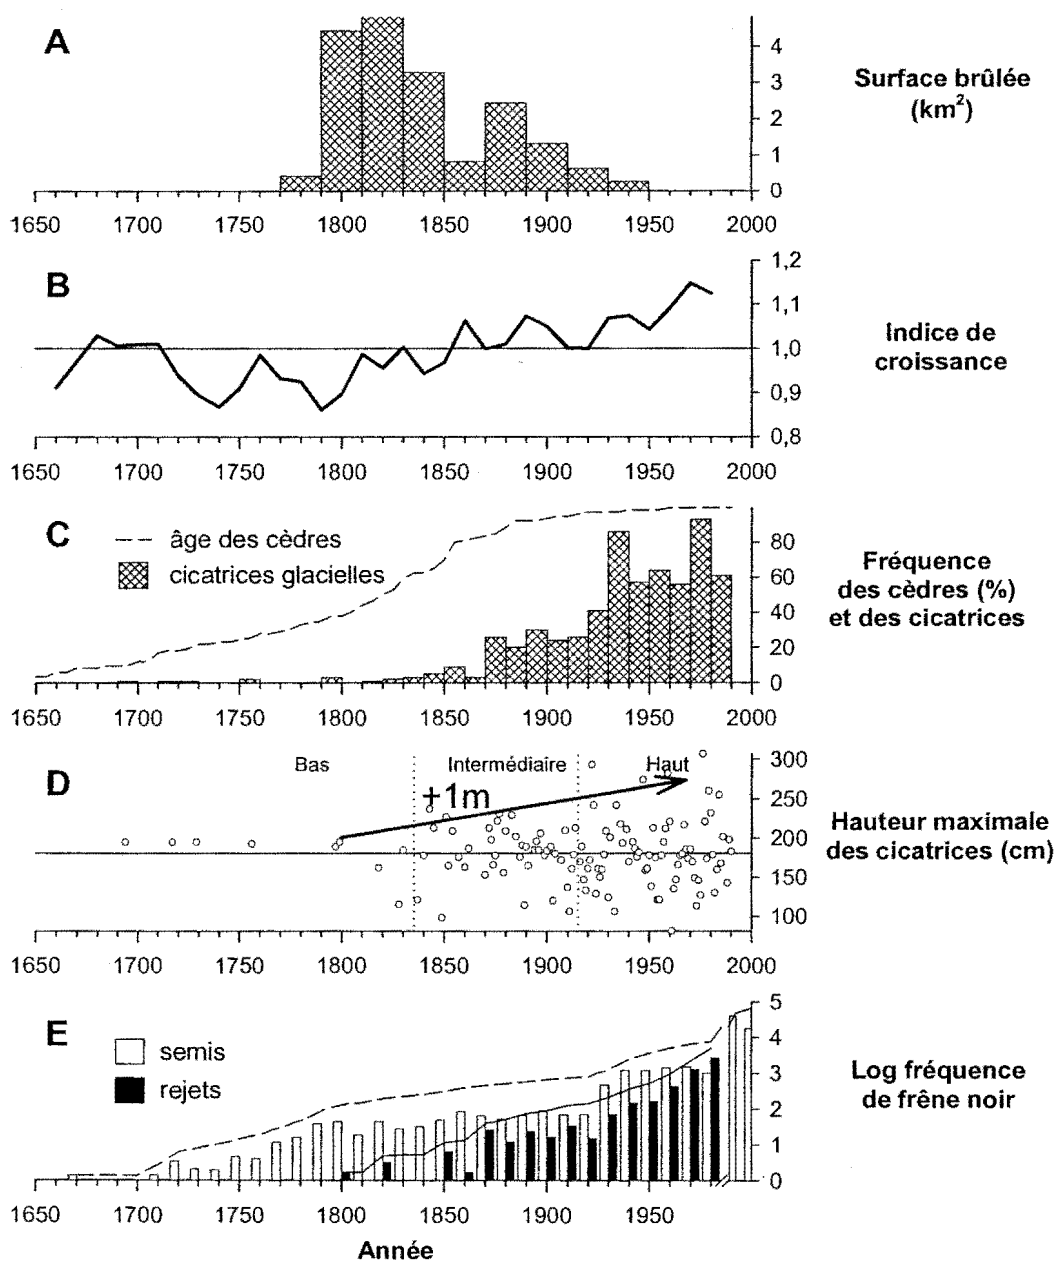 A
4
3
2
1
0
Surface brûlée
(km²)
1650 1700 1750 1800 1850 1900 1950 2000
B
1,2
1,1
1,0
0,9
0,8
Indice de
croissance
1650 1700 1750 1800 1850 1900 1950 2000
C
âge des cèdres
cicatrices glacielles
80
60
40
20
0
Fréquence
des cèdres (%)
et des cicatrices
1650 1700 1750 1800 1850 1900 1950 2000
D
Bas Intermédiaire Haut
+1m
300
250
200
150
100
Hauteur maximale
des cicatrices (cm)
1650 1700 1750 1800 1850 1900 1950 2000
E
semis
rejets
5
4
3
2
1
0
Log fréquence
de frêne noir
1650 1700 1750 1800 1850 1900 1950
Année